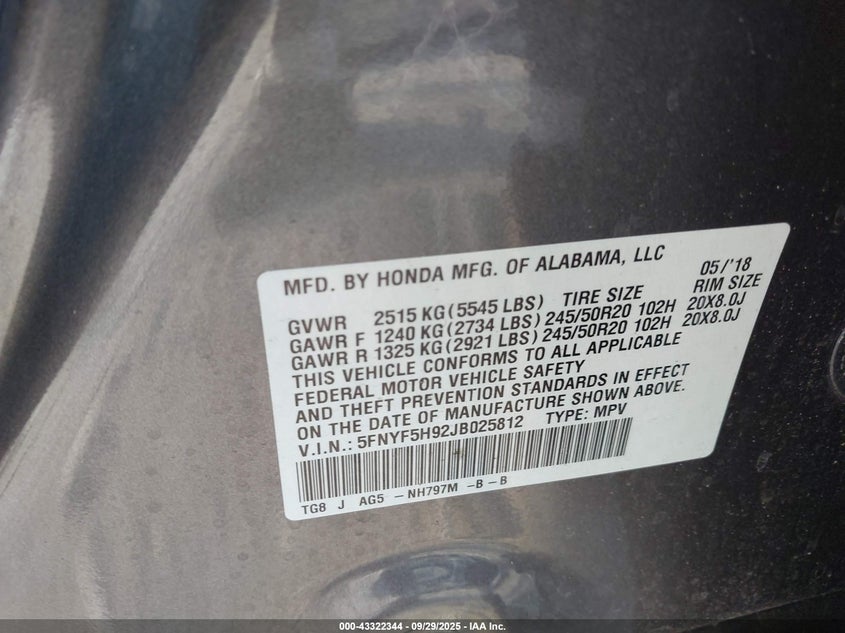 MFD. BY HONDA MFG. OF ALABAMA, LLC 05/'18
GVWR 2515 KG(5545 LBS) TIRE SIZE RIM SIZE
GAWR F 1240 KG(2734 LBS) 245/50R20 102H 20X8.0J
GAWR R 1325 KG(2921 LBS) 245/50R20 102H 20X8.0J
THIS VEHICLE CONFORMS TO ALL APPLICABLE
FEDERAL MOTOR VEHICLE SAFETY
AND THEFT PREVENTION STANDARDS IN EFFECT
ON THE DATE OF MANUFACTURE SHOWN ABOVE.
V.I.N.: 5FNYF5H92JB025812 TYPE: MPV
TG8 J AG5 -NH797M -B-B
000-43322344 | 09/29/2025 - IAA Inc.